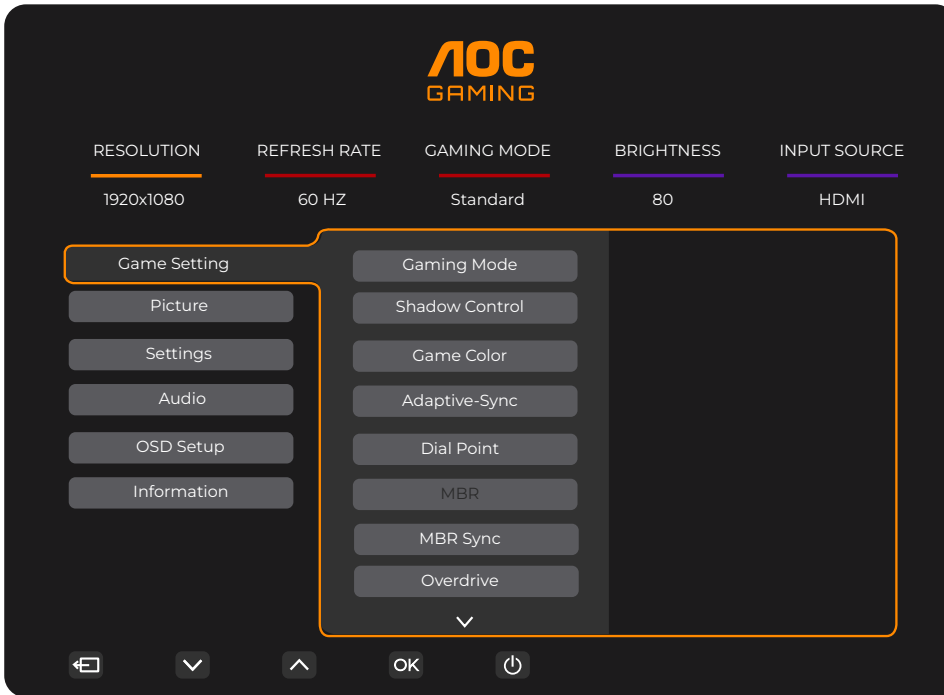 AOC
GAMING
RESOLUTION REFRESH RATE GAMING MODE BRIGHTNESS INPUT SOURCE
1920x1080 60 HZ Standard 80 HDMI
Game Setting Gaming Mode
Picture Shadow Control
Settings Game Color
Audio Adaptive-Sync
OSD Setup Dial Point
Information MBR
MBR Sync
Overdrive
OK